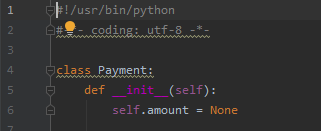 1 #!/usr/bin/python
2 # - coding: utf-8 -*-
3
4 class Payment:
5 def __init__(self):
6 self.amount = None